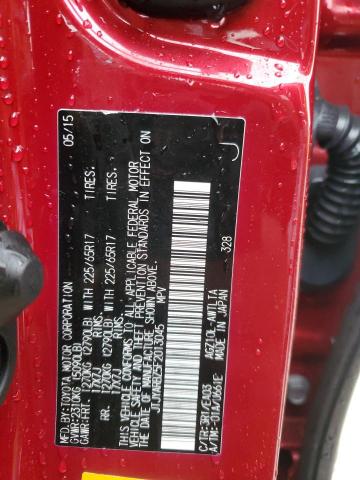 MFD.BY:TOYOTA MOTOR CORPORATION 05/15
GVWR:2310KG (5090LB)
GAWR:FRT. 1270KG (2790LB) WITH 225/65R17 TIRES,
17X7J RIMS,
RR. 1270KG (2790LB) WITH 225/65R17 TIRES,
17X7J RIMS,
THIS VEHICLE CONFORMS TO ALL APPLICABLE FEDERAL MOTOR
VEHICLE SAFETY, BUMPER, AND THEFT PREVENTION STANDARDS IN EFFECT ON
THE DATE OF MANUFACTURE SHOWN ABOVE.
JTJJARBZ5F2013045
MPV
328
C/TR:3R1/EH03 AGZ10L-AWTLTA
A/TM:-01A/U661E MADE IN JAPAN
J